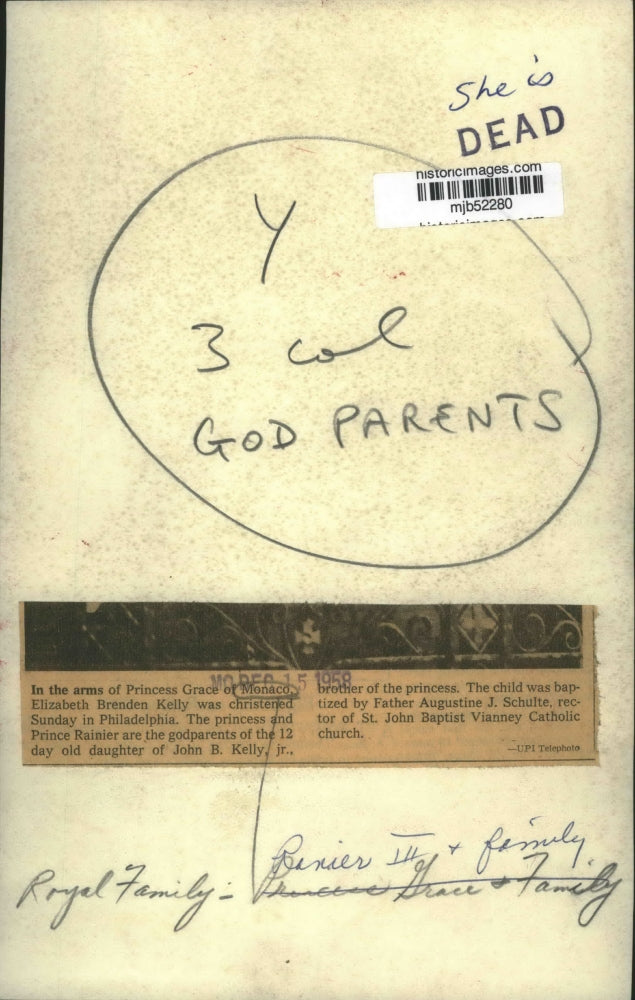 She is
DEAD
historicimages.com
mjb52280
Y
3 col
GOD PARENTS
MO DEC 15 1958
In the arms of Princess Grace of Monaco,
Elizabeth Brenden Kelly was christened
Sunday in Philadelphia. The princess and
Prince Rainier are the godparents of the 12
day old daughter of John B. Kelly, jr.,
brother of the princess. The child was bap-
tized by Father Augustine J. Schulte, rec-
tor of St. John Baptist Vianney Catholic
church.
—UPI Telephoto
Ranier III + family
Royal Family - Princess Grace + Family